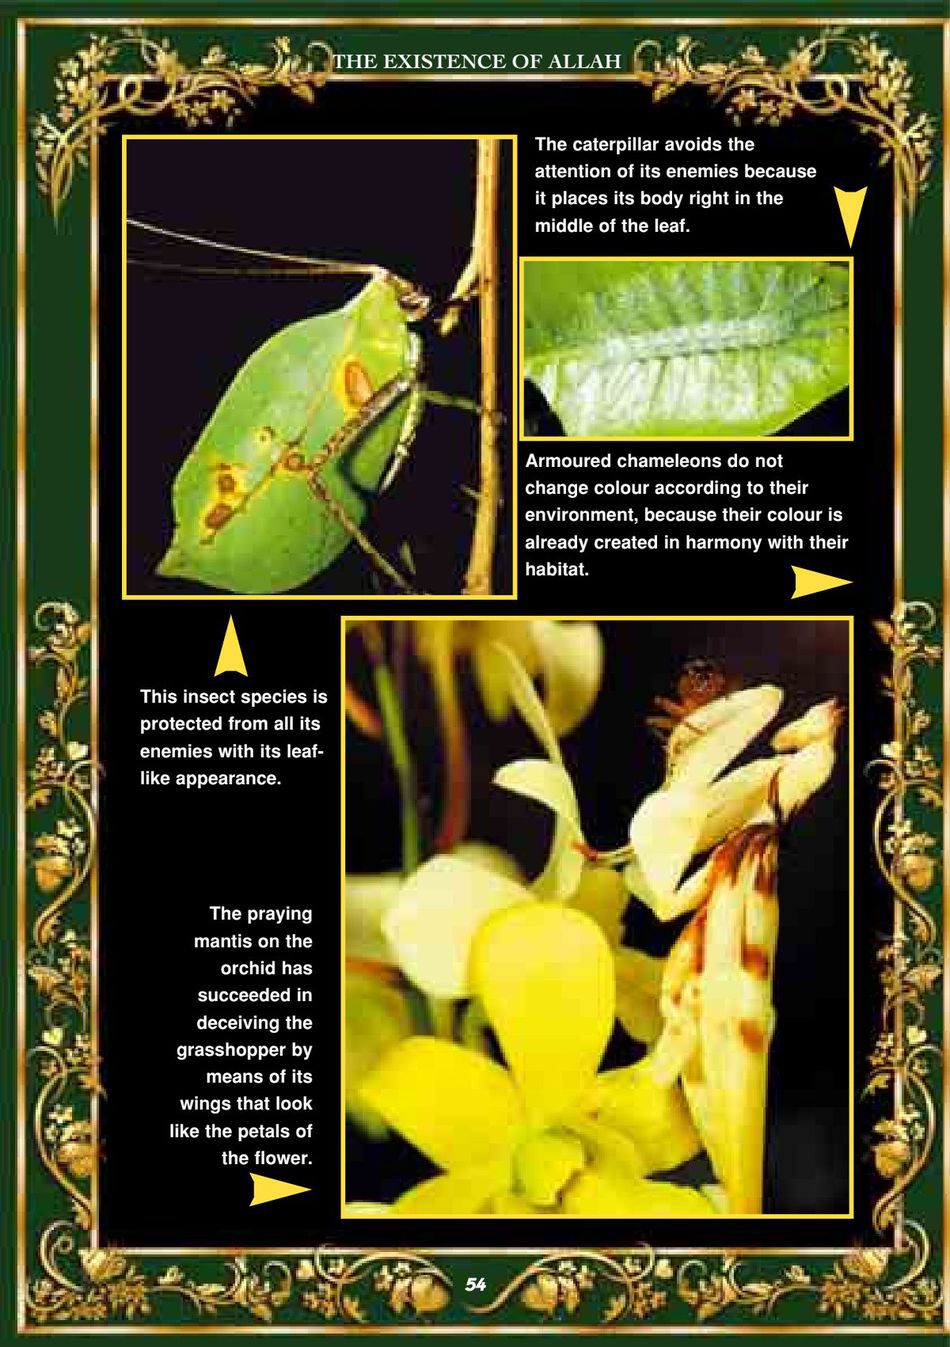 THE EXISTENCE OF ALLAH
The caterpillar avoids the
attention of its enemies because
it places its body right in the
middle of the leaf.
Armoured chameleons do not
change colour according to their
environment, because their colour is
already created in harmony with their
habitat.
This insect species is
protected from all its
enemies with its leaf-
like appearance.
The praying
mantis on the
orchid has
succeeded in
deceiving the
grasshopper by
means of its
wings that look
like the petals of
the flower.
54